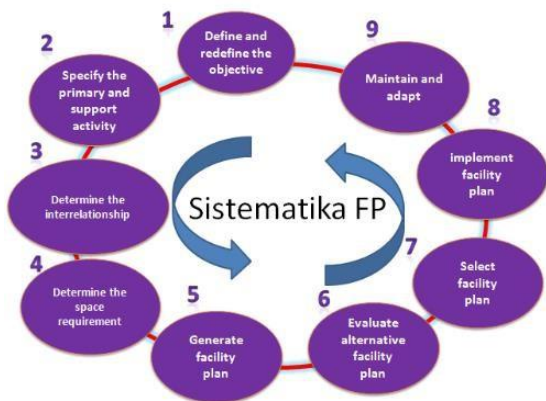 1
Define and
redefine the
objective
2
Specify the
primary and
support
activity
3
Determine the
interrelationship
4
Determine the
space
requirement
5
Generate
facility
plan
6
Evaluate
alternative
facility
plan
7
Select
facility
plan
8
implement
facility
plan
9
Maintain and
adapt
Sistematika FP